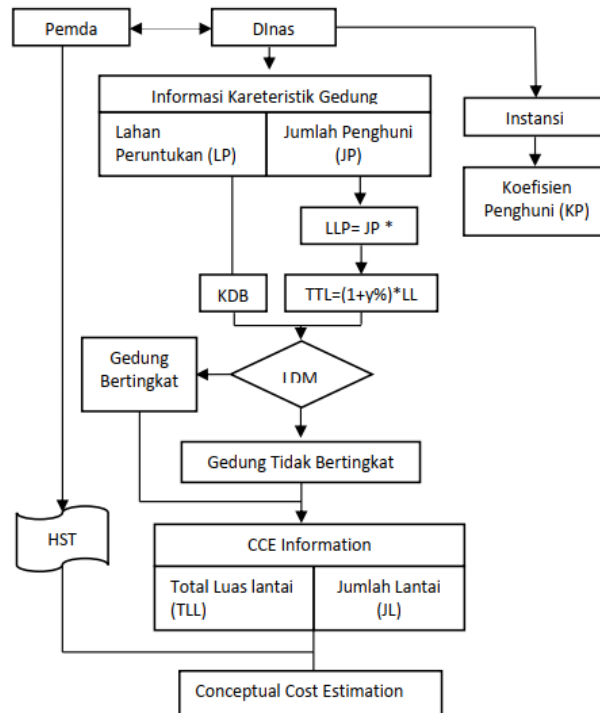 Pemda
DInas
Informasi Kareteristik Gedung
Lahan
Peruntukan (LP)
Jumlah Penghuni
(JP)
Instansi
Koefisien
Penghuni (KP)
LLP= JP *
KDB
TTL=(1+y%)*LL
Gedung
Bertingkat
LDM
Gedung Tidak Bertingkat
HST
CCE Information
Total Luas lantai
(TLL)
Jumlah Lantai
(JL)
Conceptual Cost Estimation